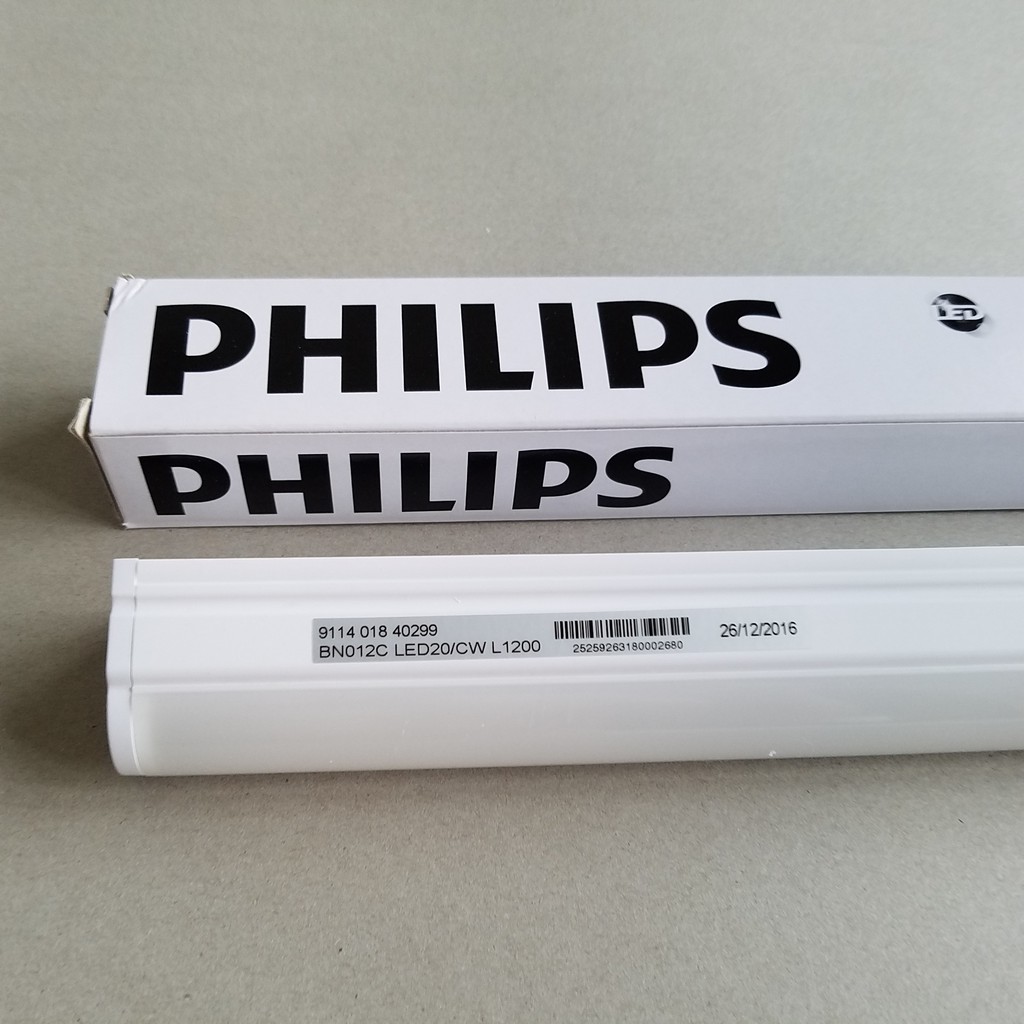 PHILIPS
LED
PHILIPS
9114 018 40299
BN012C LED20/CW L1200
25259263180002680
26/12/2016